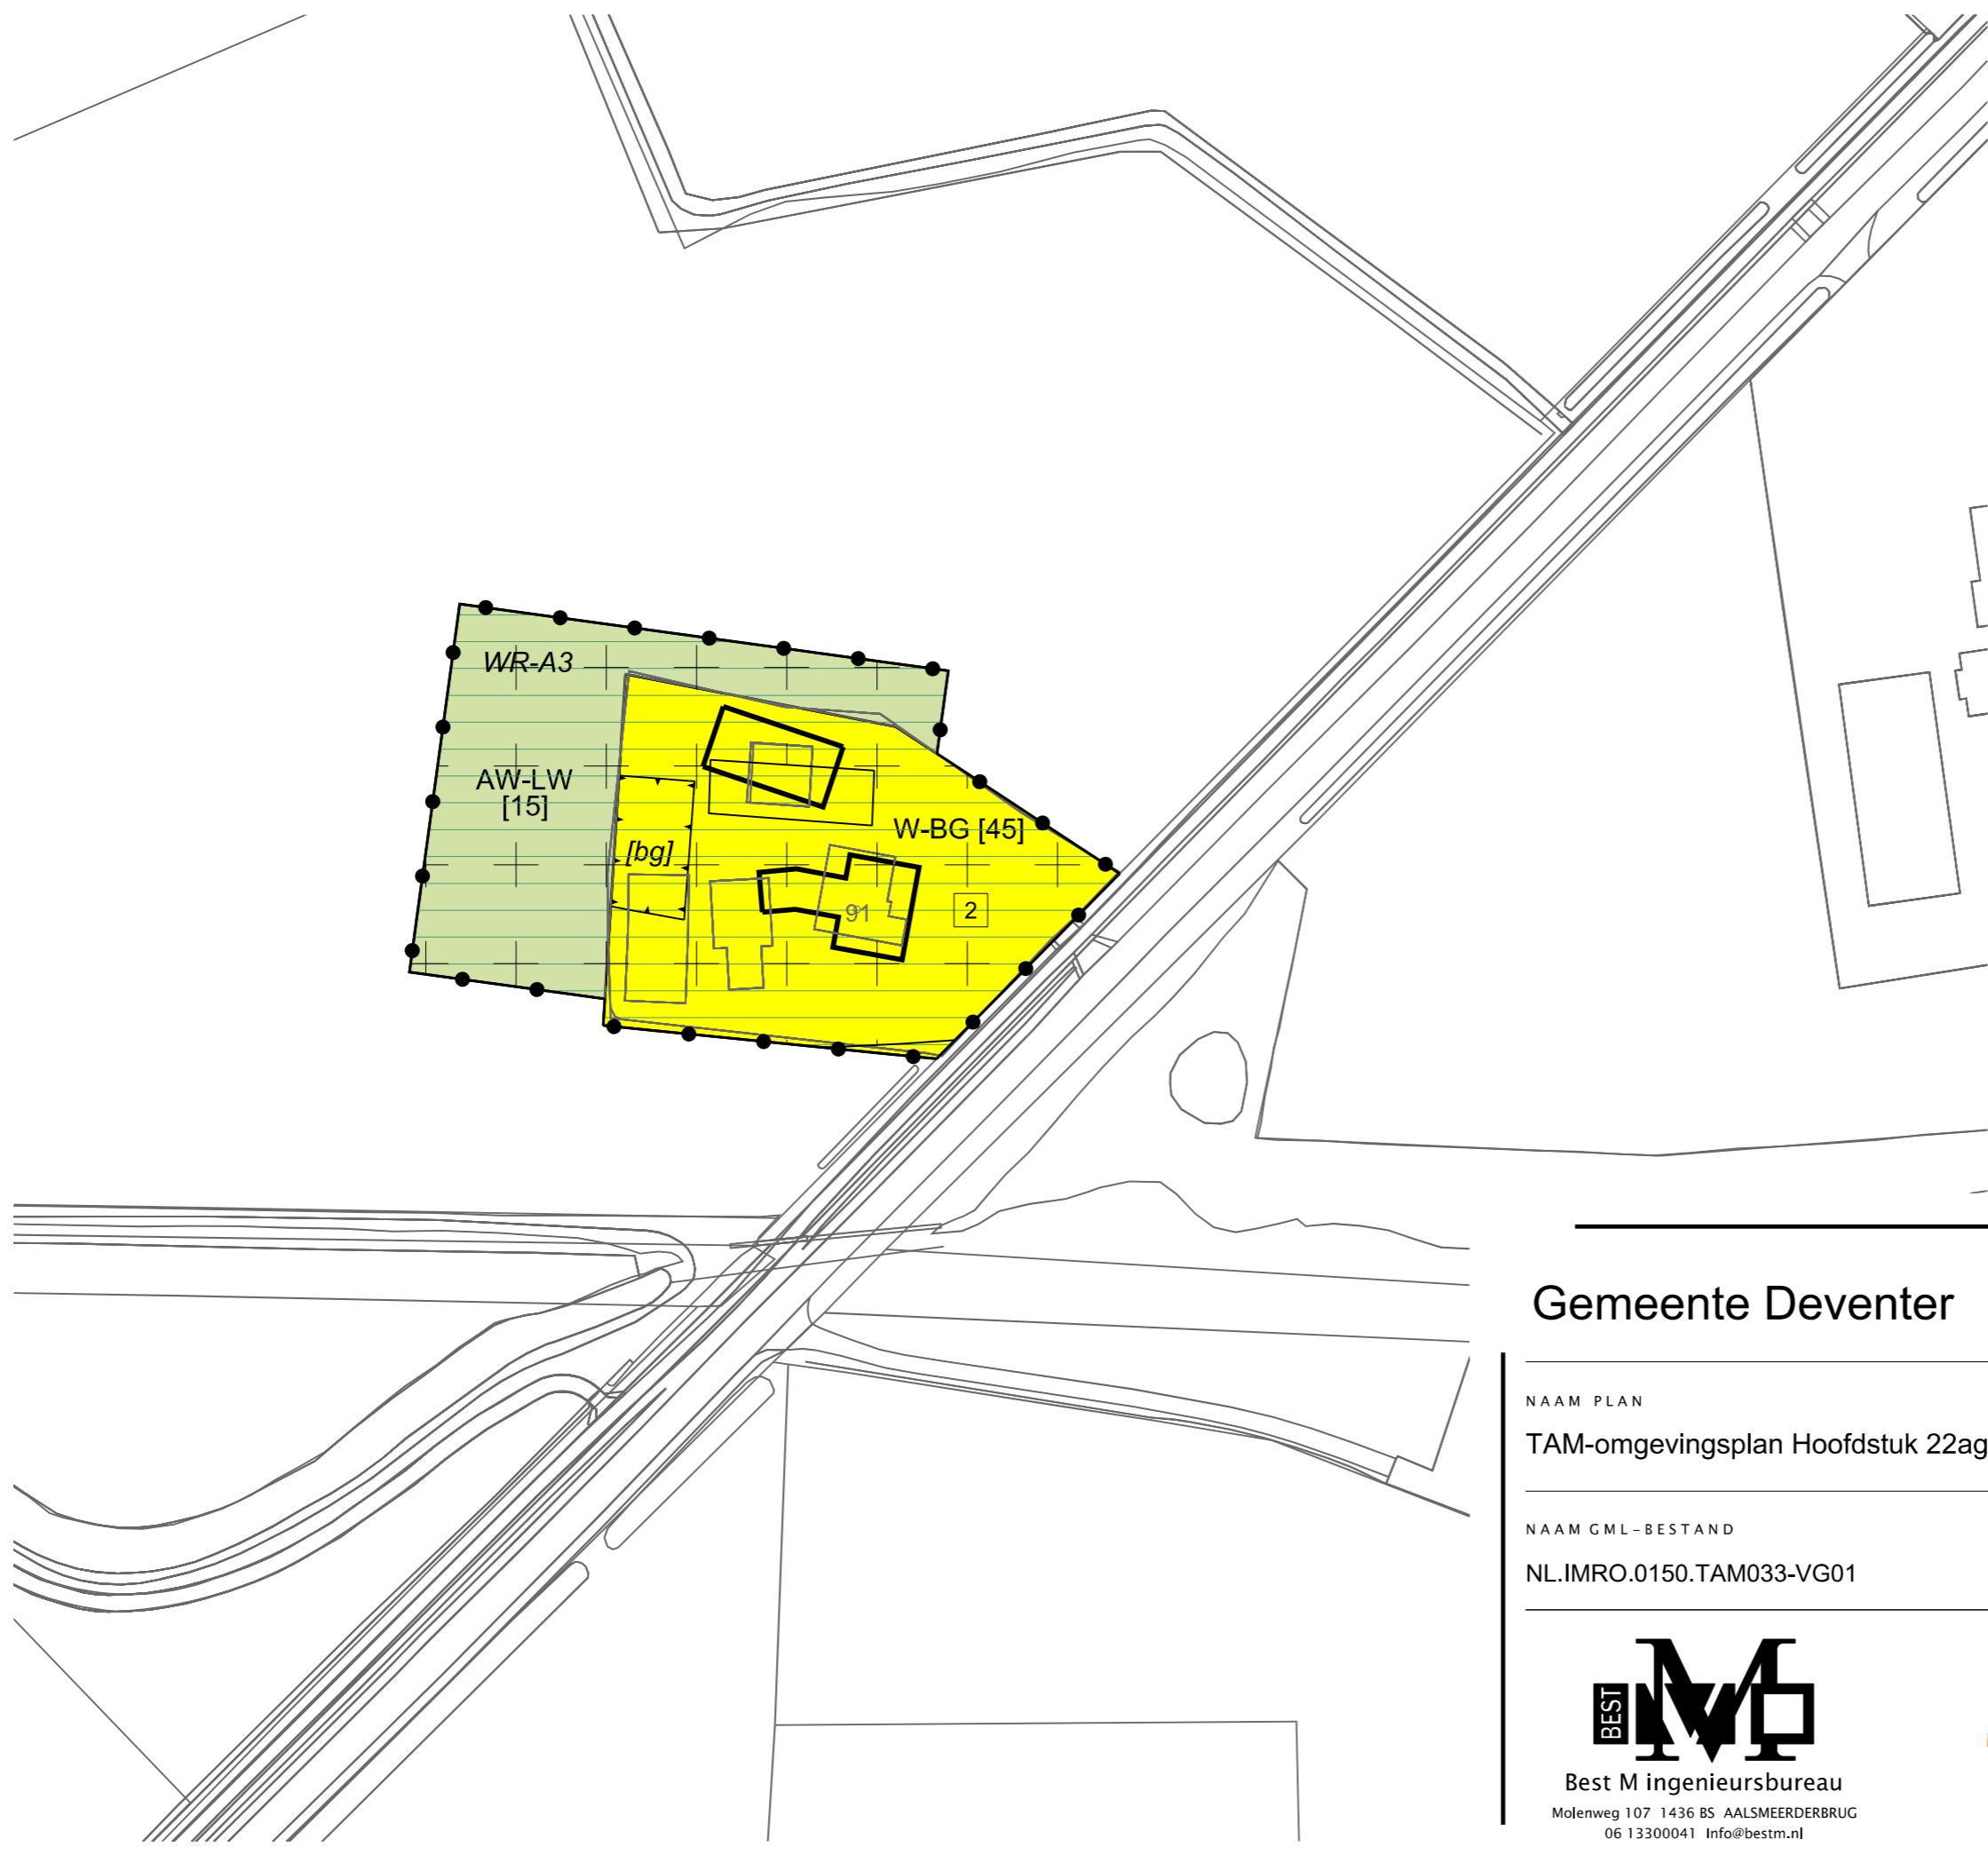 WR-A3
AW-LW
[15]
[bg]
W-BG [45]
91
2
Gemeente Deventer
NAAM PLAN
TAM-omgevingsplan Hoofdstuk 22ag
NAAM GML-BESTAND
NL.IMRO.0150.TAM033-VG01
BEST
M
Best M ingenieursbureau
Molenweg 107 1436 BS AALSMEERDERBRUG
06 13300041 Info@bestm.nl